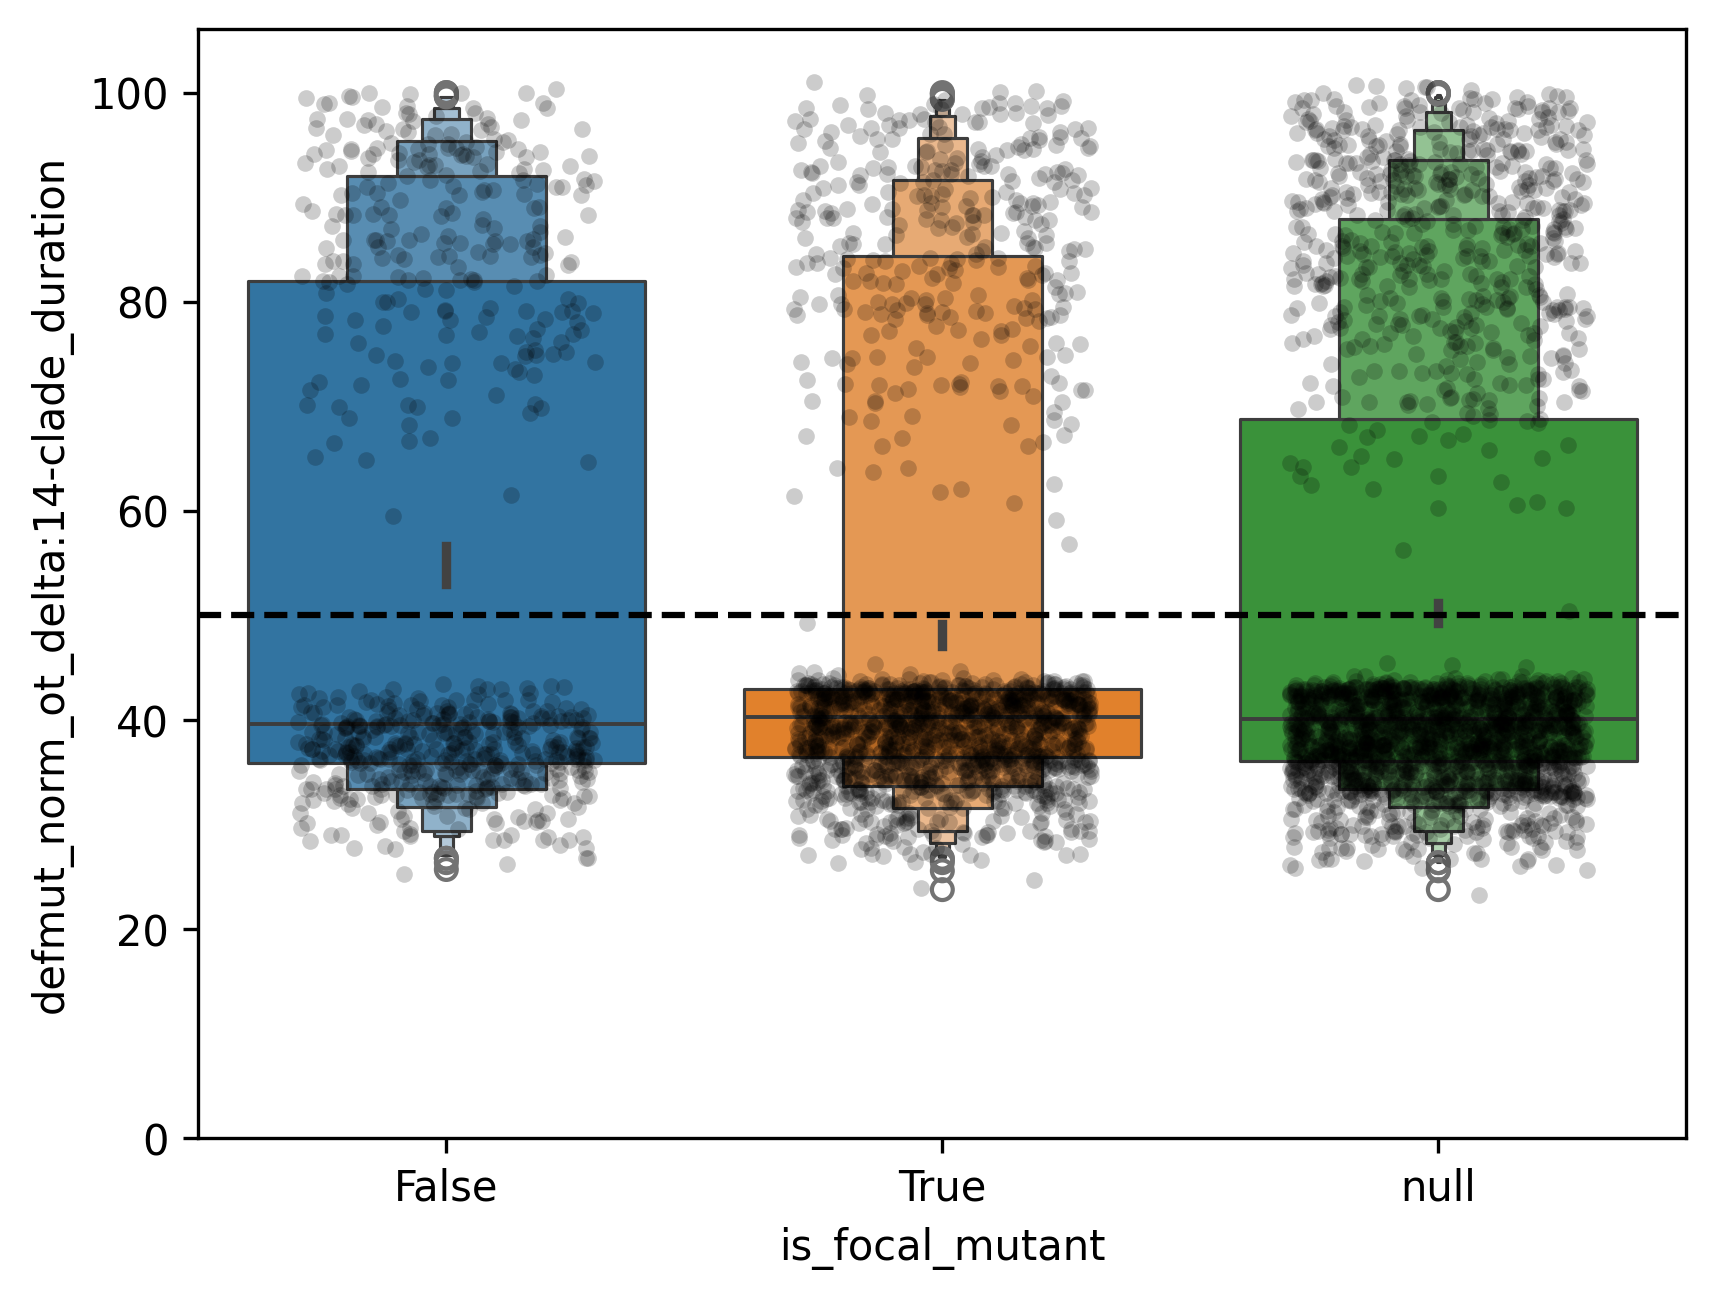 defmut_norm_ot_delta:14-clade_duration
100
80
60
40
20
0
False
True
null
is_focal_mutant